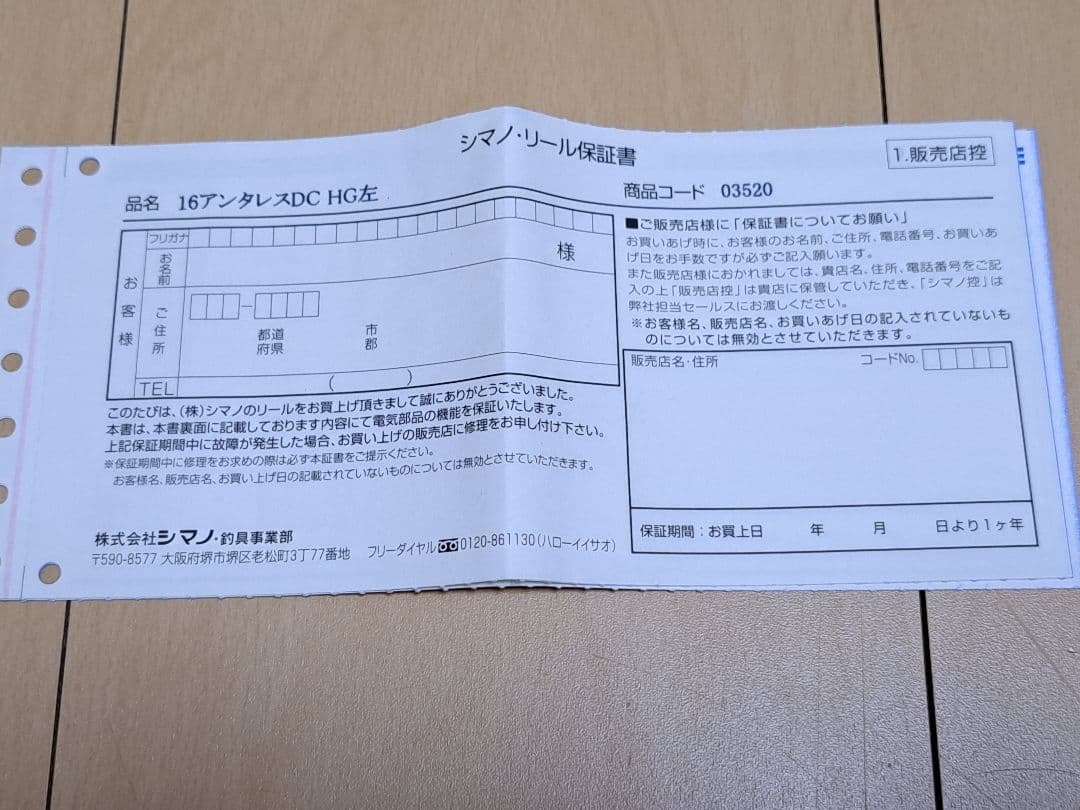 シマノ・リール保証書
1.販売店控
品名 16アンタレスDC HG左
商品コード 03520
お客様
フリガナ
お名前
様
ご住所
都道府県
市郡
TEL ( )
このたびは、(株)シマノのリールをお買上げ頂きまして誠にありがとうございました。
本書は、本書裏面に記載しております内容にて電気部品の機能を保証いたします。
上記保証期間中に故障が発生した場合、お買い上げの販売店に修理をお申し付け下さい。
※保証期間中に修理をお求めの際は必ず本証書をご提示ください。
お客様名、販売店名、お買い上げ日の記載されていないものについては無効とさせていただきます。
株式会社シマノ・釣具事業部
〒590-8577 大阪府堺市堺区老松町3丁77番地 フリーダイヤル 0120-861130(ハローイイサオ)
■ご販売店様に「保証書についてお願い」
お買いあげ時に、お客様のお名前、ご住所、電話番号、お買いあ
げ日をお手数ですが必ずご記入願います。
また販売店様におかれましては、貴店名、住所、電話番号をご記
入の上「販売店控」は貴店に保管していただき、「シマノ控」は
弊社担当セールスにお渡しください。
※お客様名、販売店名、お買いあげ日の記入されていないも
のについては無効とさせていただきます。
販売店名・住所 コードNo.
保証期間：お買上日 年 月 日より1ヶ年